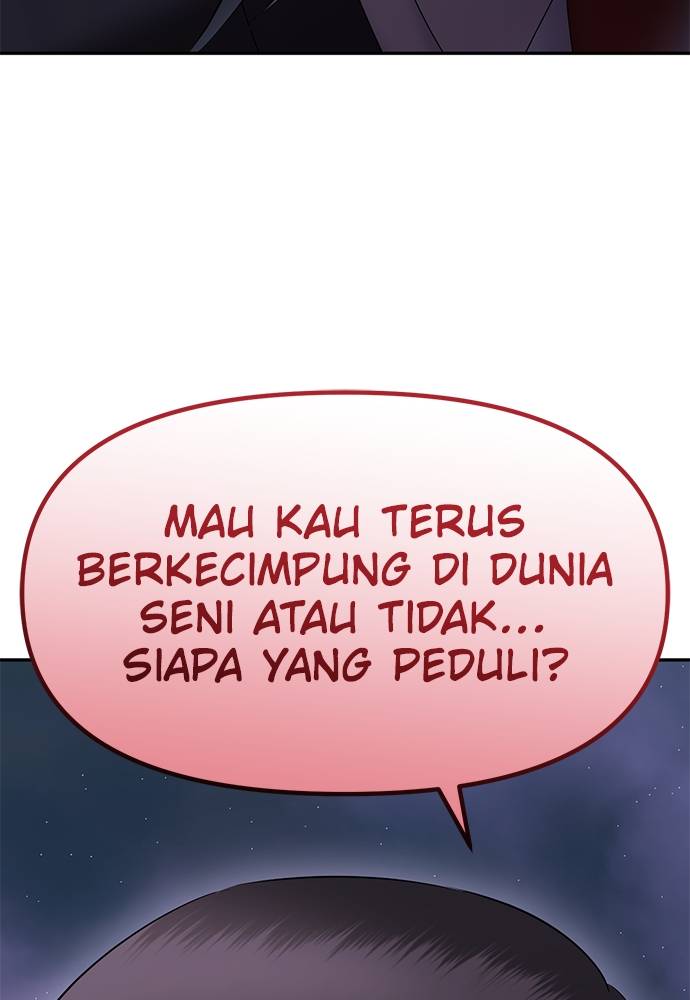 MAU KAU TERUS
BERKECIMPUNG DI DUNIA
SENI ATAU TIDAK...
SIAPA YANG PEDULI?